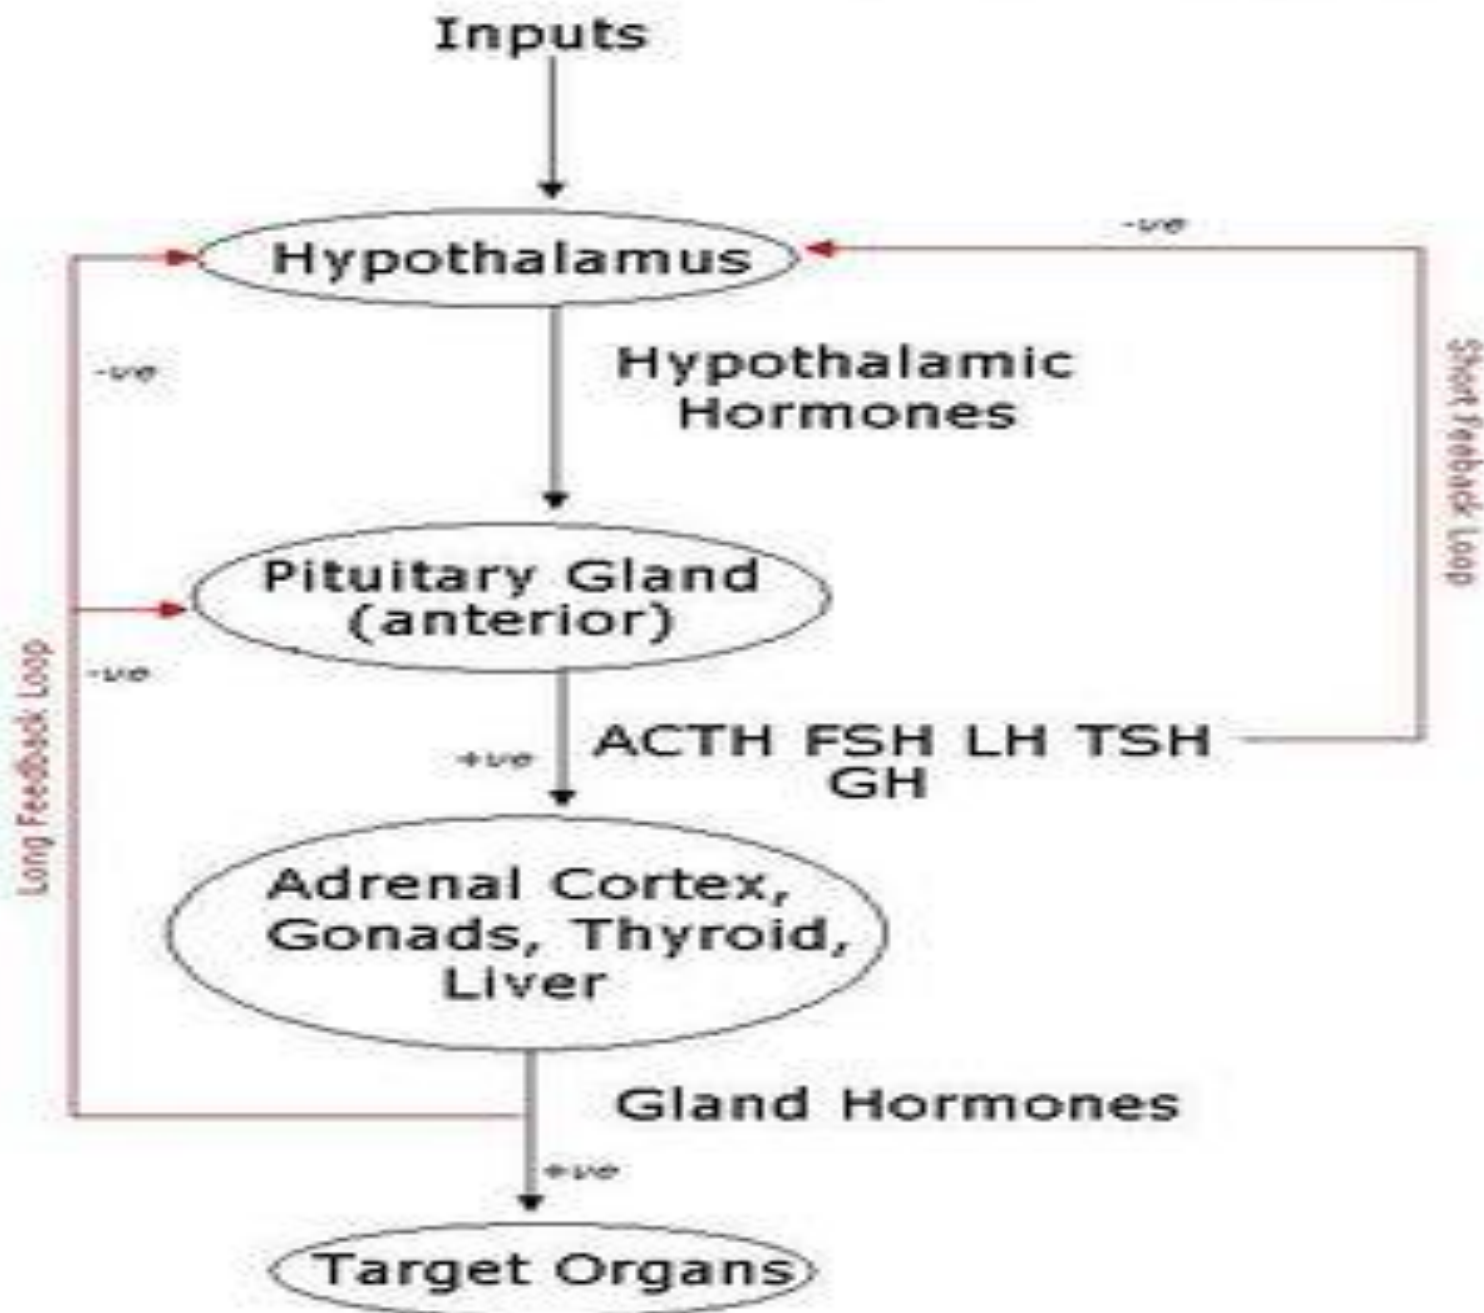 Inputs
-ve
Hypothalamus
-ve
Hypothalamic
Hormones
Short Feeback Loop
Pituitary Gland
(anterior)
-ve
Long Feedback Loop
+ve
ACTH FSH LH TSH
GH
Adrenal Cortex,
Gonads, Thyroid,
Liver
Gland Hormones
+ve
Target Organs